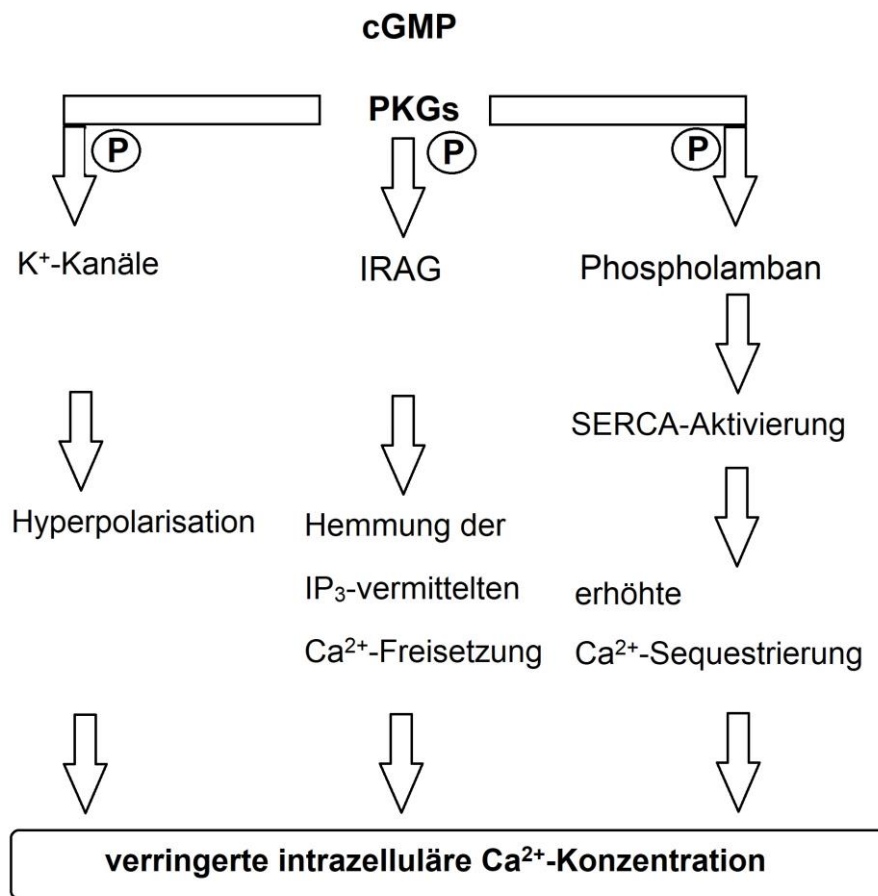 cGMP
PKGs
P
P
P
K⁺-Kanäle
IRAG
Phospholamban
SERCA-Aktivierung
Hyperpolarisation
Hemmung der
IP₃-vermittelten
Ca²⁺-Freisetzung
erhöhte
Ca²⁺-Sequestrierung
verringerte intrazelluläre Ca²⁺-Konzentration